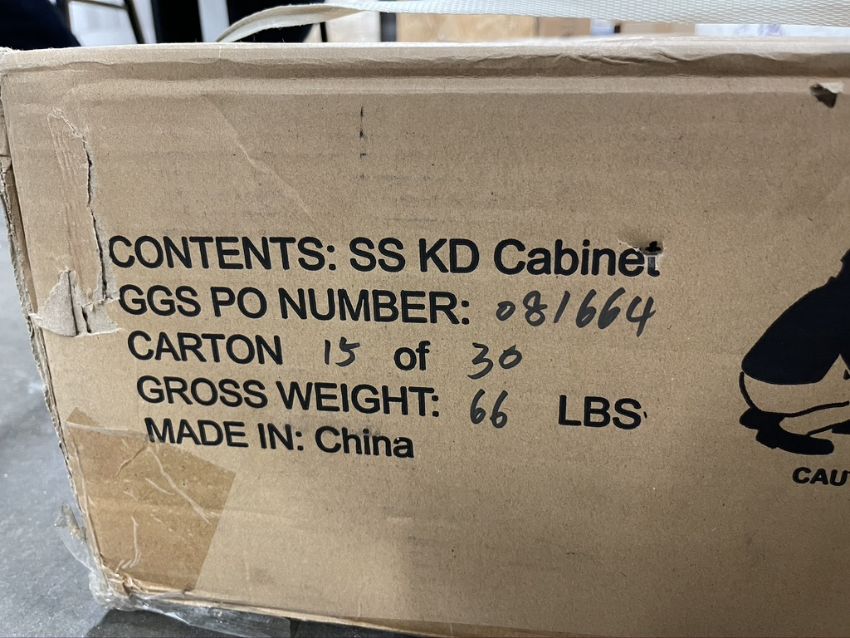 CONTENTS: SS KD Cabinet
GGS PO NUMBER: 081664
CARTON 15 of 30
GROSS WEIGHT: 66 LBS
MADE IN: China